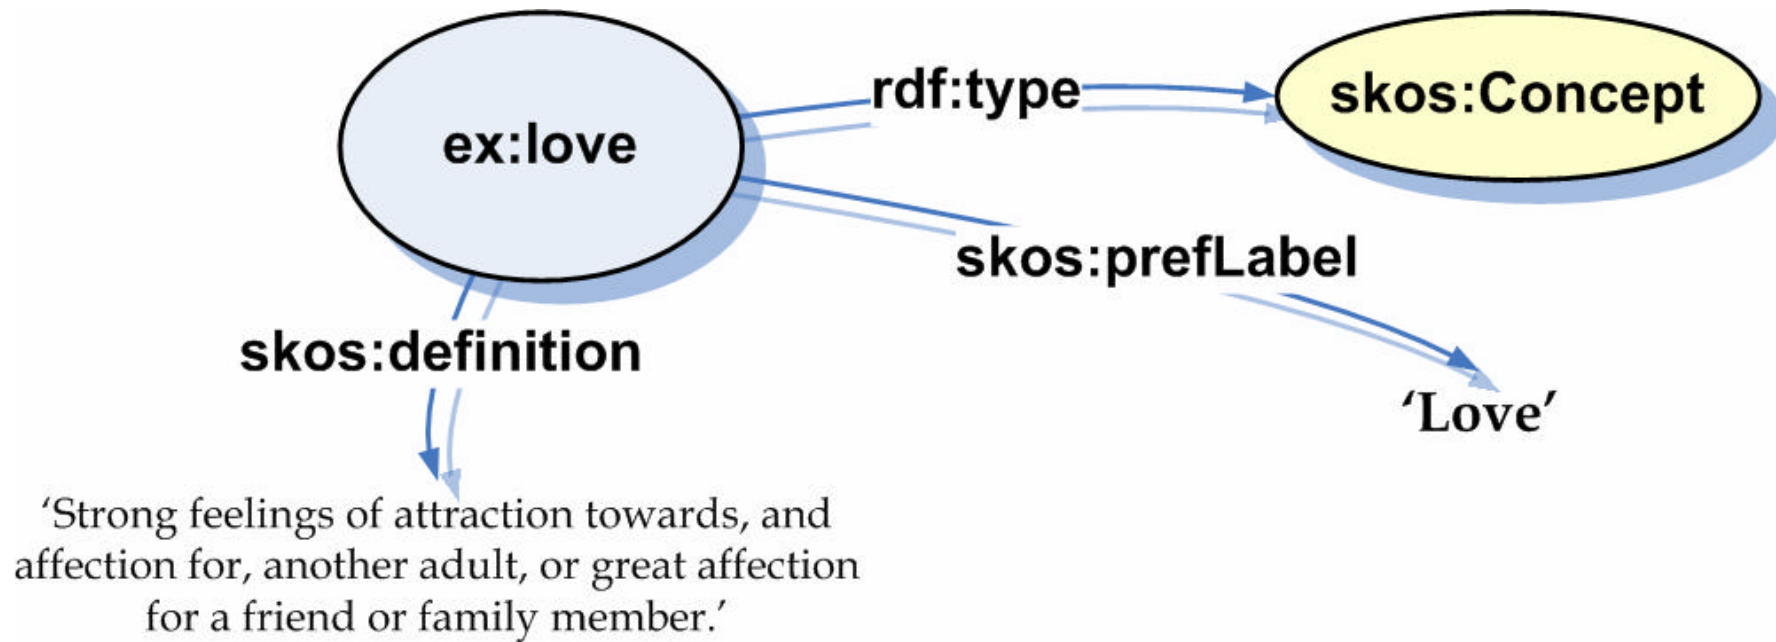 ex:love
rdf:type
skos:Concept
skos:prefLabel
skos:definition
‘Love’
‘Strong feelings of attraction towards, and
affection for, another adult, or great affection
for a friend or family member.’